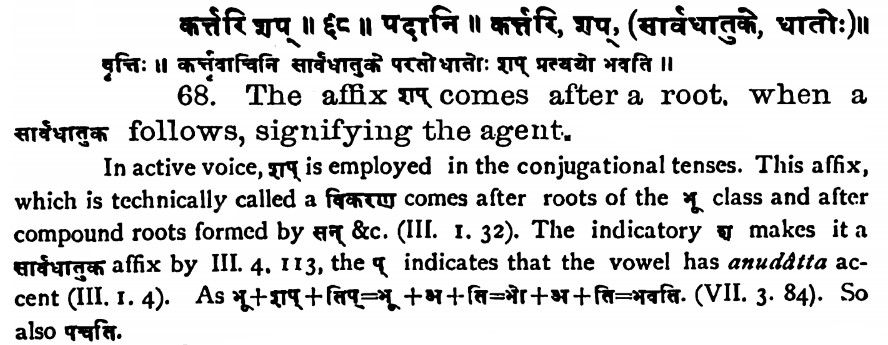 कर्त्तरि शप् ॥ ६८ ॥ पदानि ॥ कर्त्तरि, शप्, (सार्वधातुके, धातोः)॥
वृत्तिः ॥ कर्त्तृवाचिनि सार्वधातुके परतो धातोः शप् प्रत्ययो भवति ॥
68. The affix शप् comes after a root, when a
सार्वधातुक follows, signifying the agent.
In active voice, शप् is employed in the conjugational tenses. This affix,
which is technically called a विकरण comes after roots of the भू class and after
compound roots formed by सन् &c. (III. 1. 32). The indicatory श makes it a
सार्वधातुक affix by III. 4. 113, the प् indicates that the vowel has anudâtta ac-
cent (III. 1. 4). As भू+शप्+तिप्=भू+अ+ति=भो+अ+ति=भवति. (VII. 3. 84). So
also पचति.